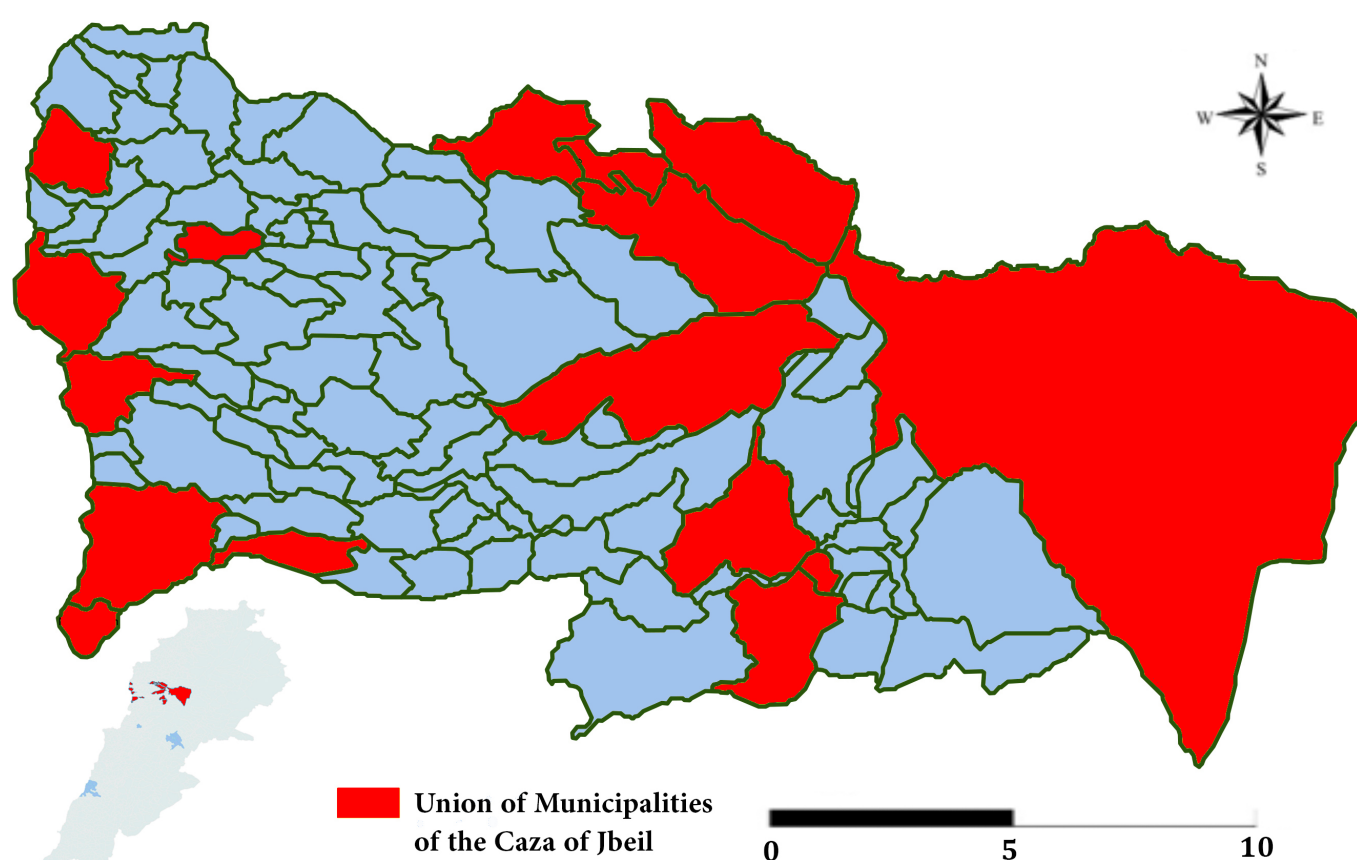 N
W E
S
Union of Municipalities
of the Caza of Jbeil
0 5 10